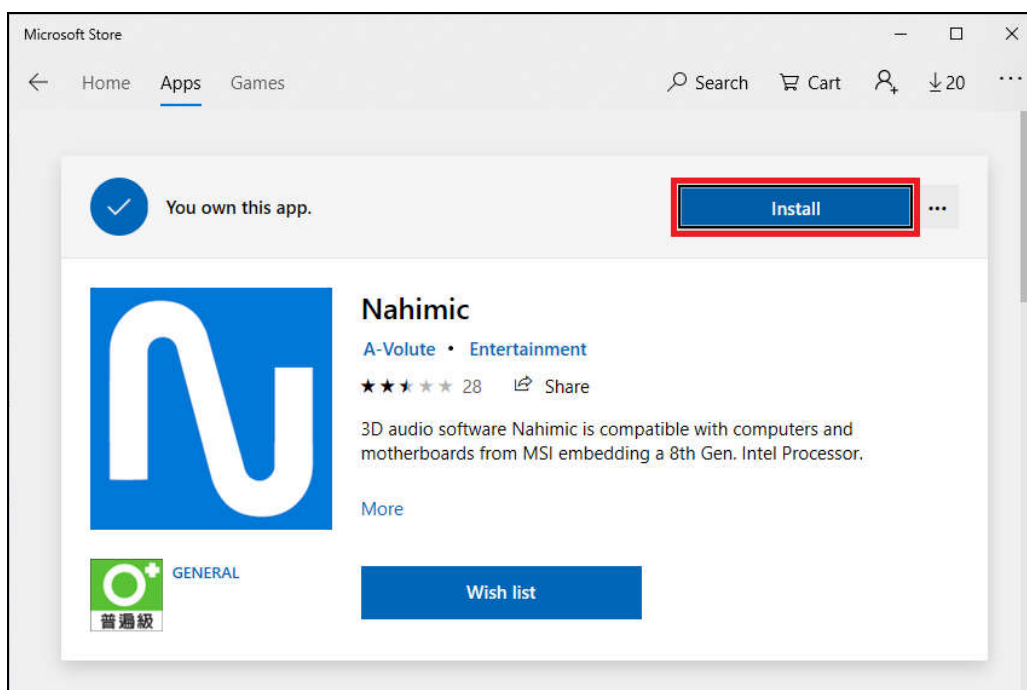 Microsoft Store
Home Apps Games Search Cart 20
You own this app. Install
Nahimic
A-Volute • Entertainment
28 Share
3D audio software Nahimic is compatible with computers and
motherboards from MSI embedding a 8th Gen. Intel Processor.
More
GENERAL
普遍級
Wish list